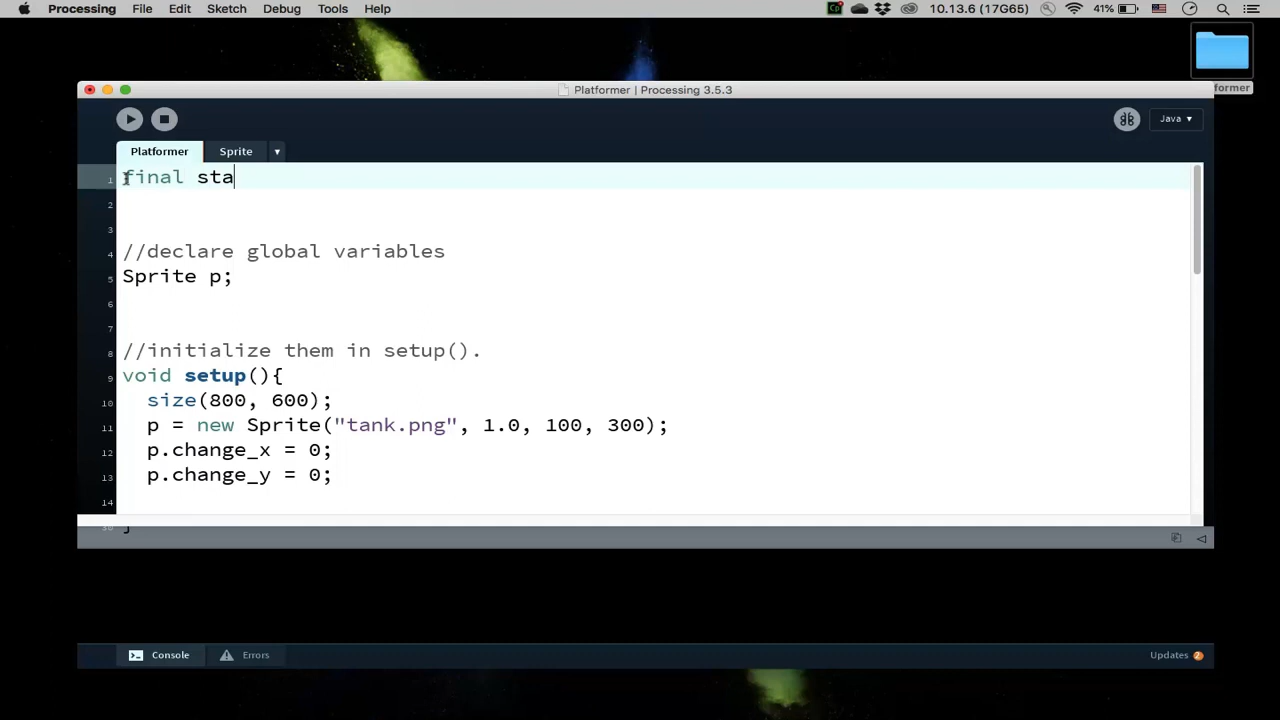 Processing File Edit Sketch Debug Tools Help 10.13.6 (17G65) 41%
former
Platformer | Processing 3.5.3
Java ▾
Platformer Sprite ▾
1 final sta
2
3
4 //declare global variables
5 Sprite p;
6
7
8 //initialize them in setup().
9 void setup(){
10 size(800, 600);
11 p = new Sprite("tank.png", 1.0, 100, 300);
12 p.change_x = 0;
13 p.change_y = 0;
14
30 }
Console Errors Updates 2